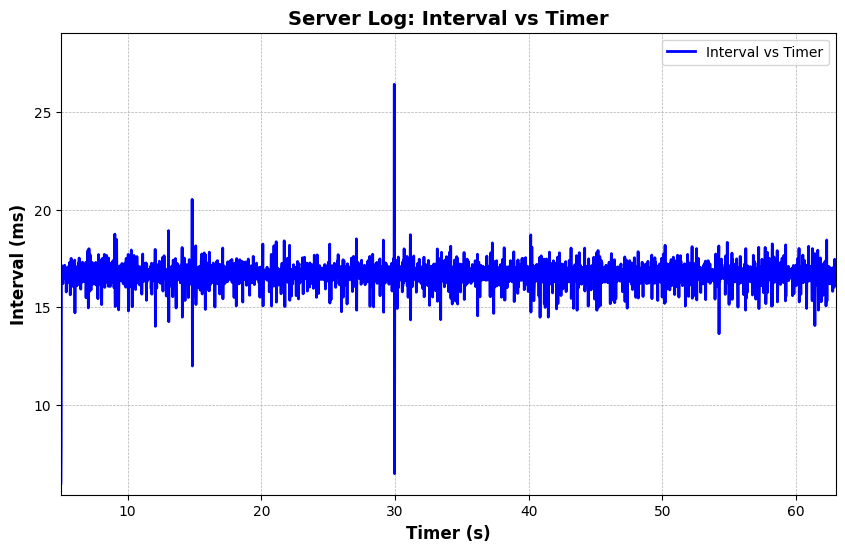 Server Log: Interval vs Timer
Interval vs Timer
Interval (ms)
25
20
15
10
10 20 30 40 50 60
Timer (s)